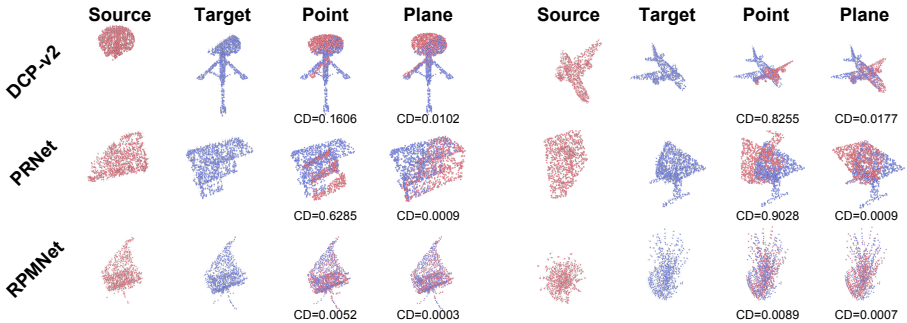 Source Target Point Plane Source Target Point Plane
DCP-v2
CD=0.1606 CD=0.0102 CD=0.8255 CD=0.0177
PRNet
CD=0.6285 CD=0.0009 CD=0.9028 CD=0.0009
RPMNet
CD=0.0052 CD=0.0003 CD=0.0089 CD=0.0007